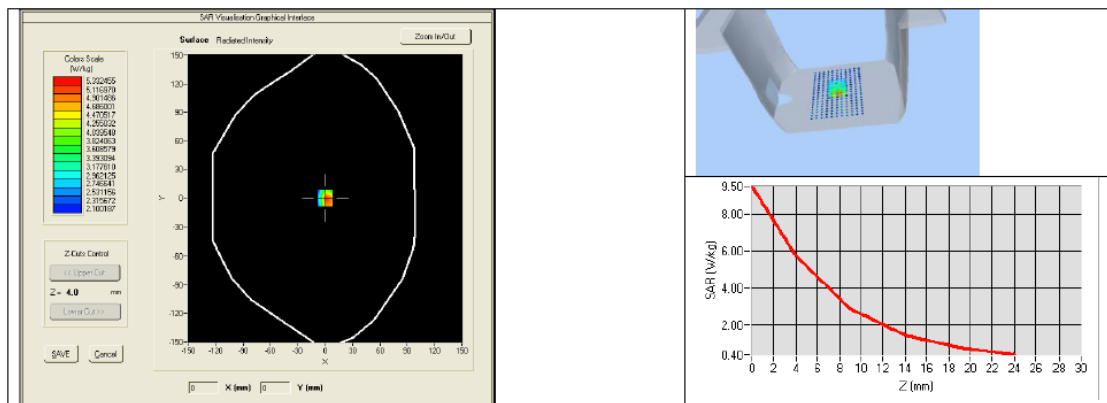 SAR Visualisation Graphical Interface
Surface Radiated Intensity
Zoom In/Out
Colors Scale
(W/kg)
5.332455
5.116970
4.901486
4.686001
4.470517
4.255032
4.039548
3.824063
3.608579
3.393094
3.177610
2.962125
2.746641
2.531156
2.315672
2.100187
Z-Cuts Control
<< Upper Cut
Z= 4.0 mm
Lower Cut >>
SAVE
Cancel
150-
120-
90-
60-
30-
0-
-30-
-60-
-90-
-120-
-150-
Y
-150 -120 -90 -60 -30 0 30 60 90 120 150
X
0 X (mm) 0 Y (mm)
9.50
8.00
6.00
4.00
2.00
0.40
SAR (W/kg)
0 2 4 6 8 10 12 14 16 18 20 22 24 26 28 30
Z (mm)